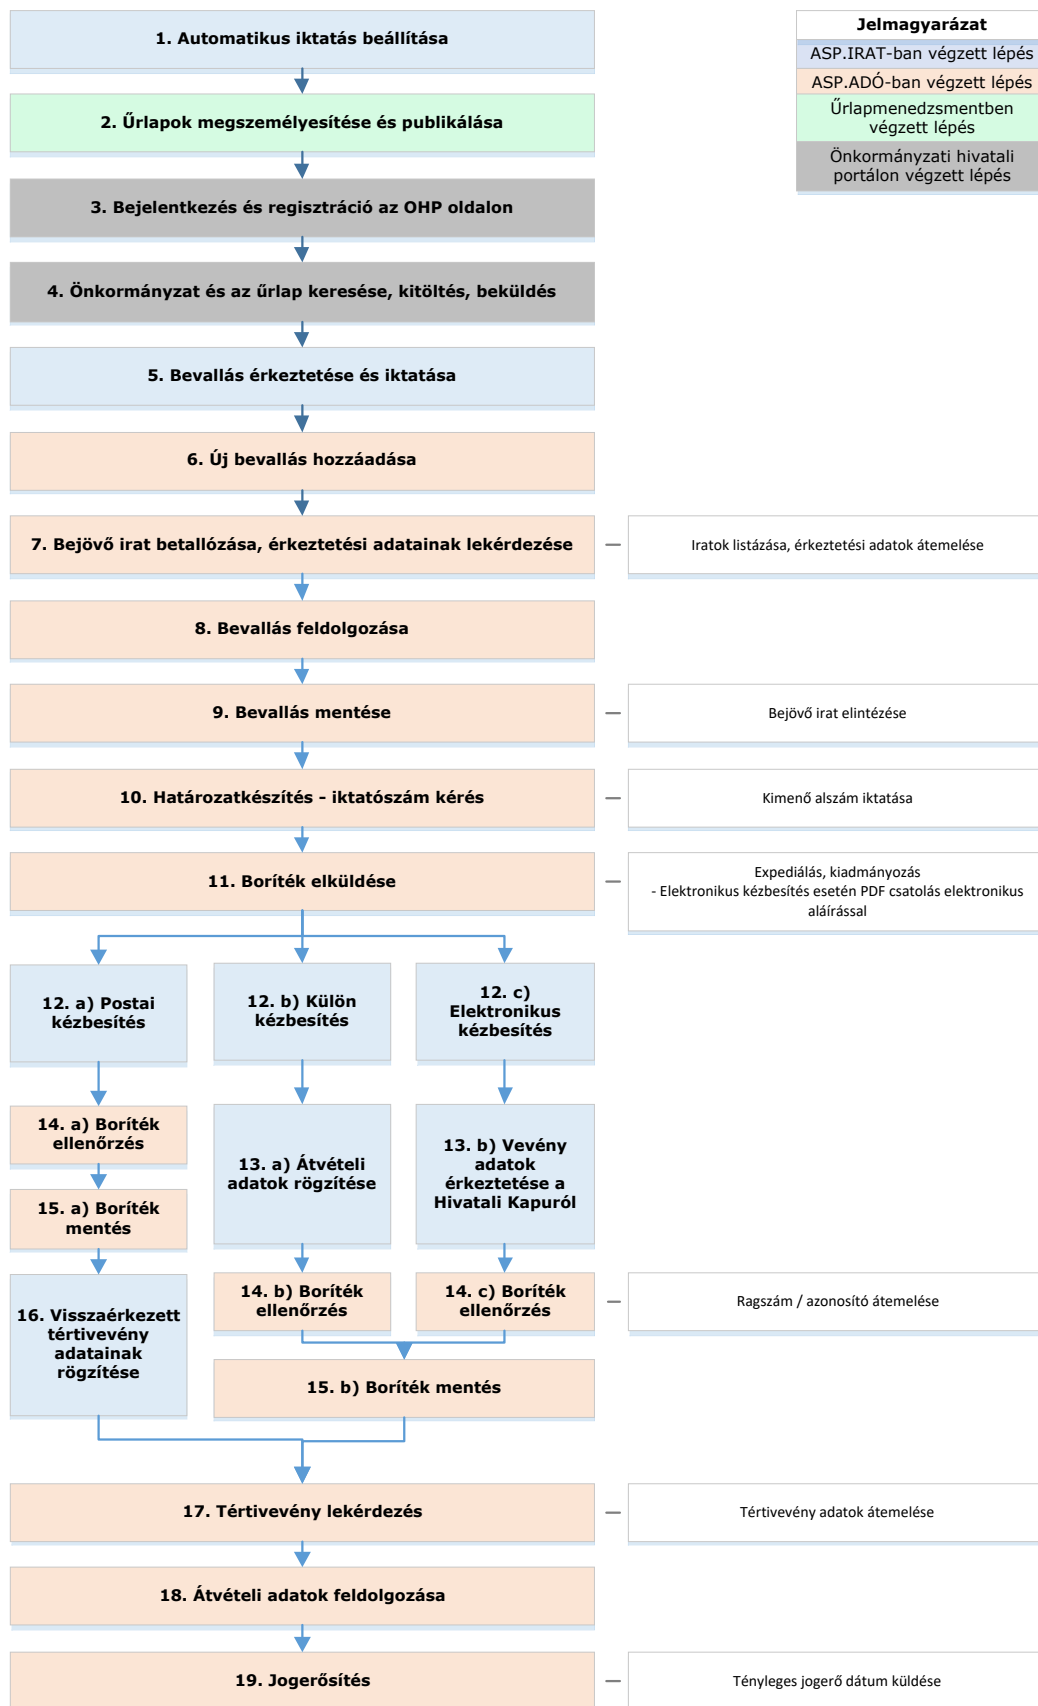 1. Automatikus iktatás beállítása
2. Űrlapok megszemélyesítése és publikálása
3. Bejelentkezés és regisztráció az OHP oldalon
4. Önkormányzat és az űrlap keresése, kitöltés, beküldés
5. Bevallás érkeztetése és iktatása
6. Új bevallás hozzáadása
7. Bejövő irat betallózása, érkeztetési adatainak lekérdezése
8. Bevallás feldolgozása
9. Bevallás mentése
10. Határozatkészítés - iktatószám kérés
11. Boríték elküldése
Jelmagyarázat
ASP.IRAT-ban végzett lépés
ASP.ADÓ-ban végzett lépés
Űrlapmenedzsmentben
végzett lépés
Önkormányzati hivatali
portálon végzett lépés
Iratok listázása, érkeztetési adatok átemelése
Bejövő irat elintézése
Kimenő alszám iktatása
Expediálás, kiadmányozás
- Elektronikus kézbesítés esetén PDF csatolás elektronikus
aláírással
12. a) Postai
kézbesítés
12. b) Külön
kézbesítés
12. c)
Elektronikus
kézbesítés
14. a) Boríték
ellenőrzés
13. a) Átvételi
adatok rögzítése
13. b) Vevény
adatok
érkeztetése a
Hivatali Kapuról
15. a) Boríték
mentés
16. Visszaérkezett
tértivevény
adatainak
rögzítése
14. b) Boríték
ellenőrzés
14. c) Boríték
ellenőrzés
Ragszám / azonosító átemelése
15. b) Boríték mentés
17. Tértivevény lekérdezés
Tértivevény adatok átemelése
18. Átvételi adatok feldolgozása
19. Jogerősítés
Tényleges jogerő dátum küldése